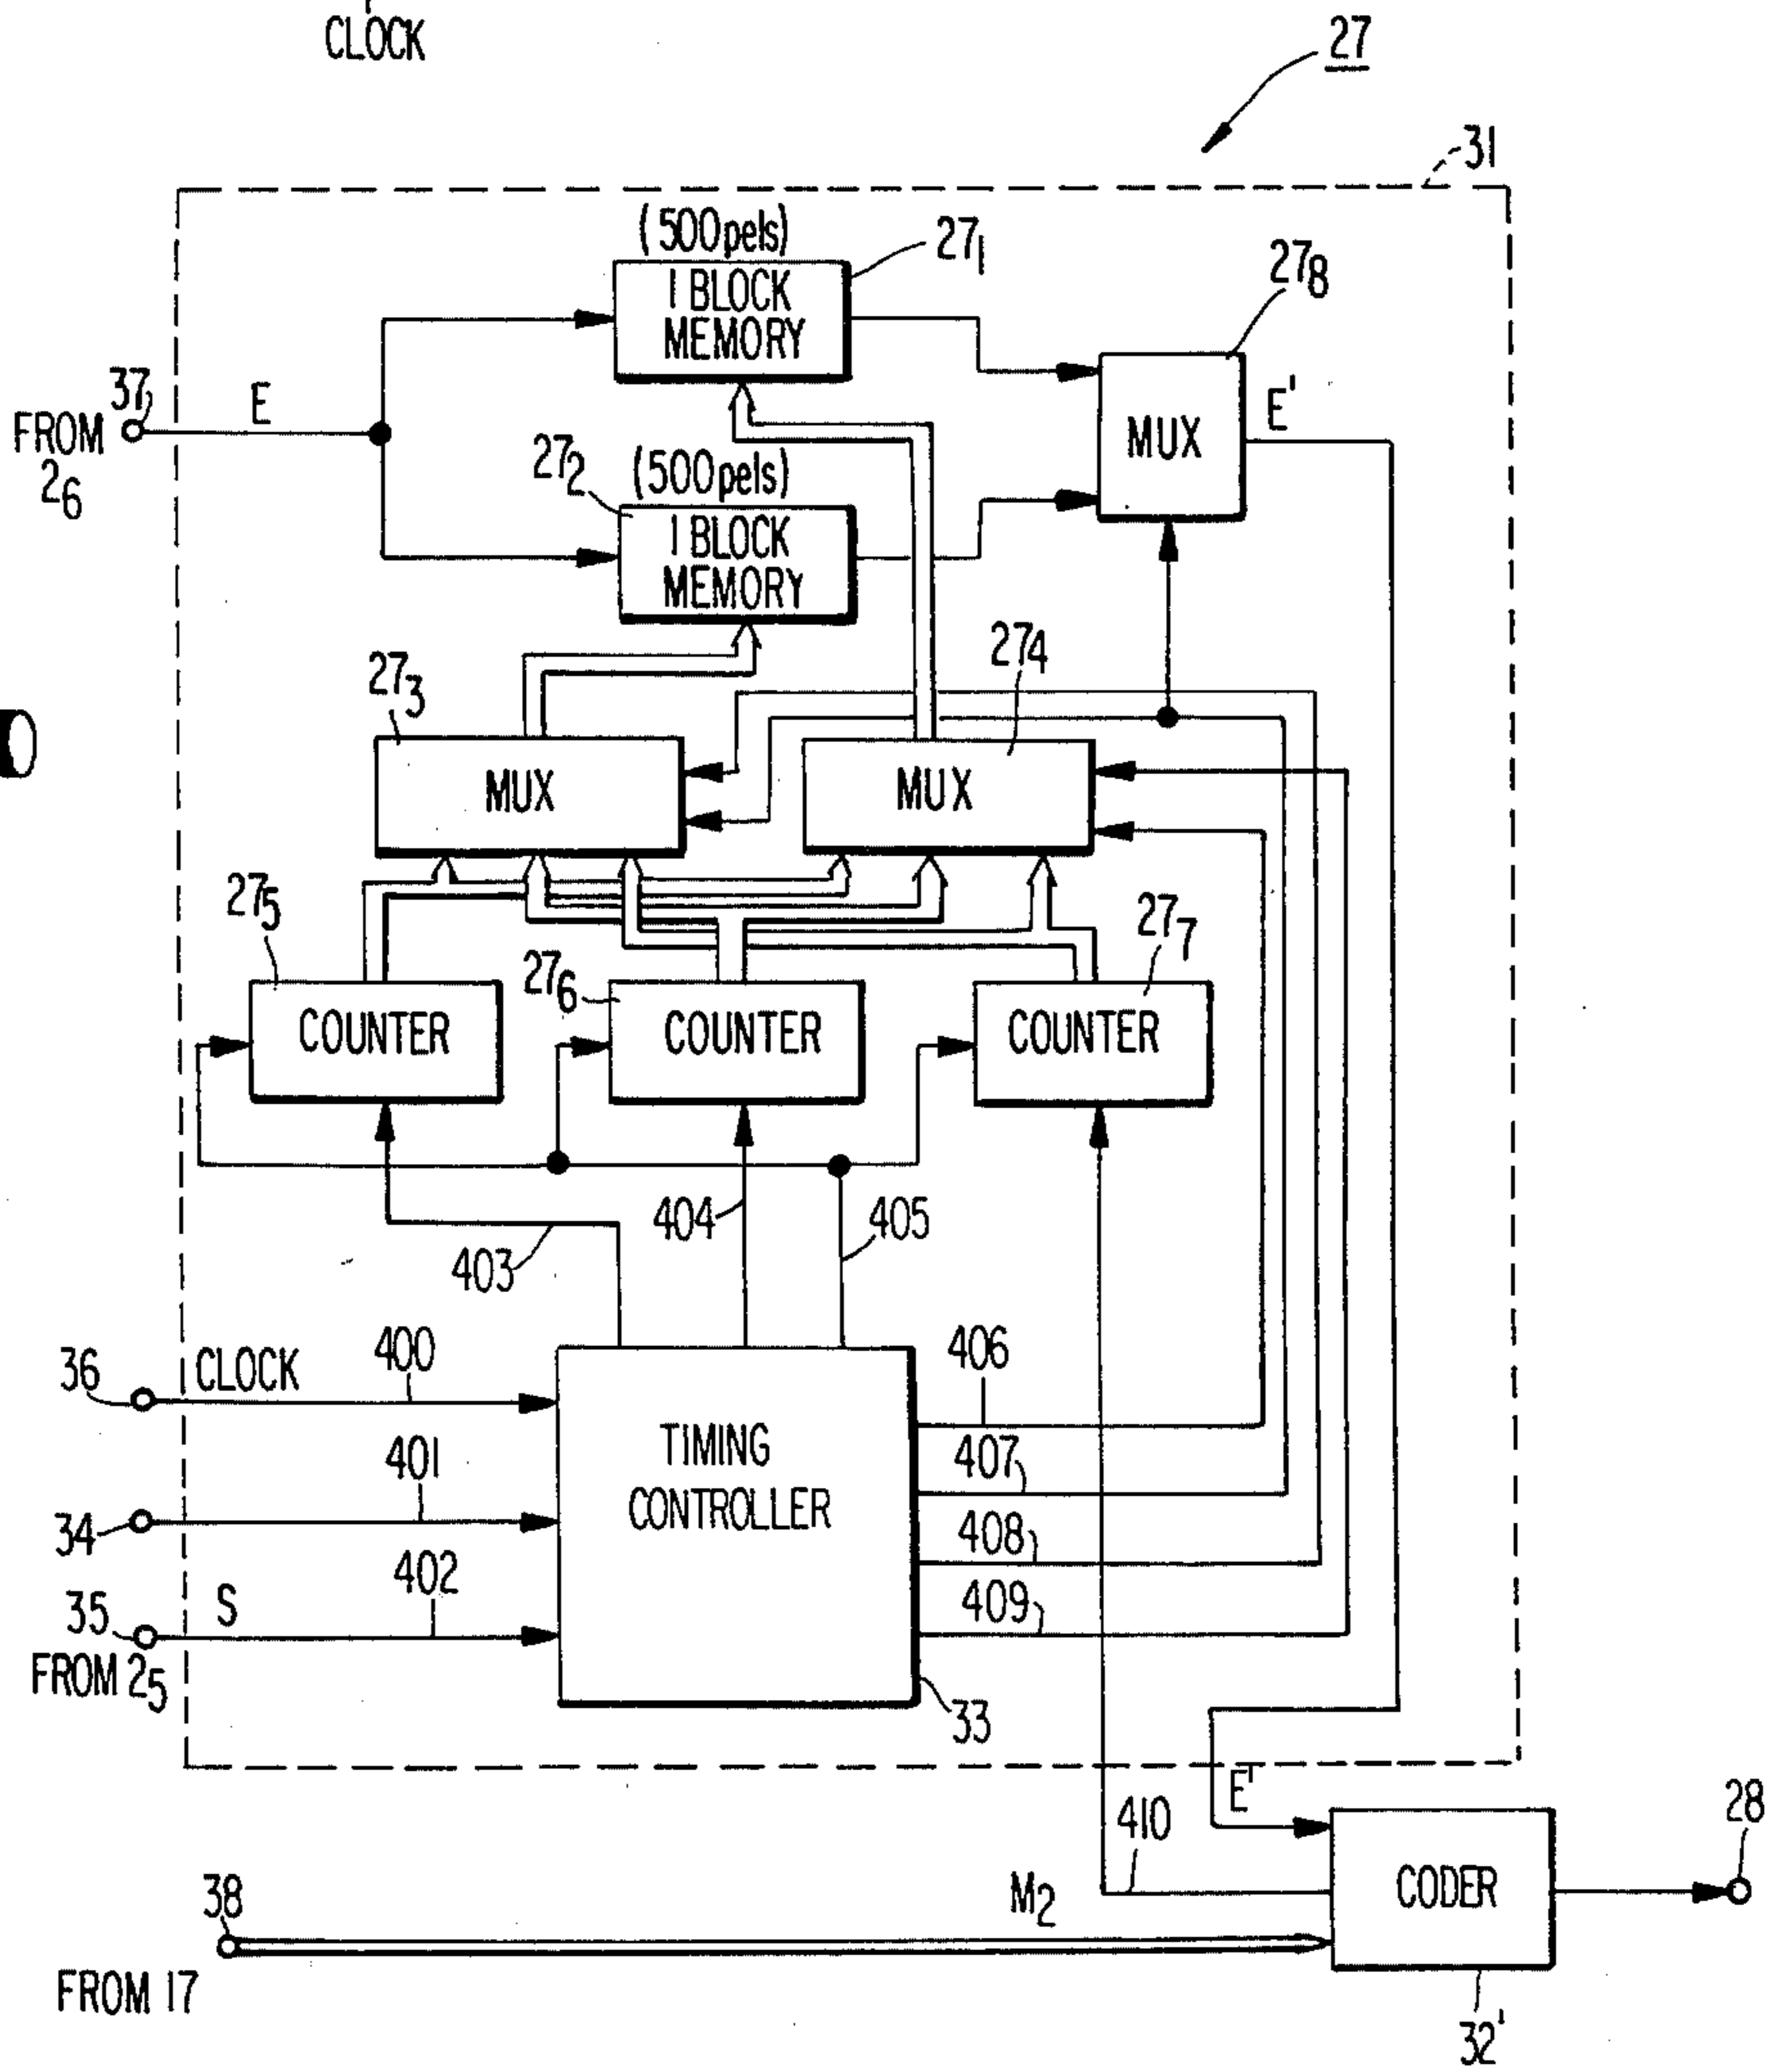 CLOCK
27
31
(500pels)
1 BLOCK
MEMORY
27₁
27₈
37
E
FROM
2₆
MUX
E'
27₂
(500pels)
1 BLOCK
MEMORY
27₃
27₄
MUX
MUX
27₅
27₆
27₇
COUNTER
COUNTER
COUNTER
403
404
405
36
CLOCK
400
406
401
TIMING
CONTROLLER
407
34
402
408
35
S
409
FROM 2₅
33
E'
410
28
38
M₂
CODER
FROM 17
32'